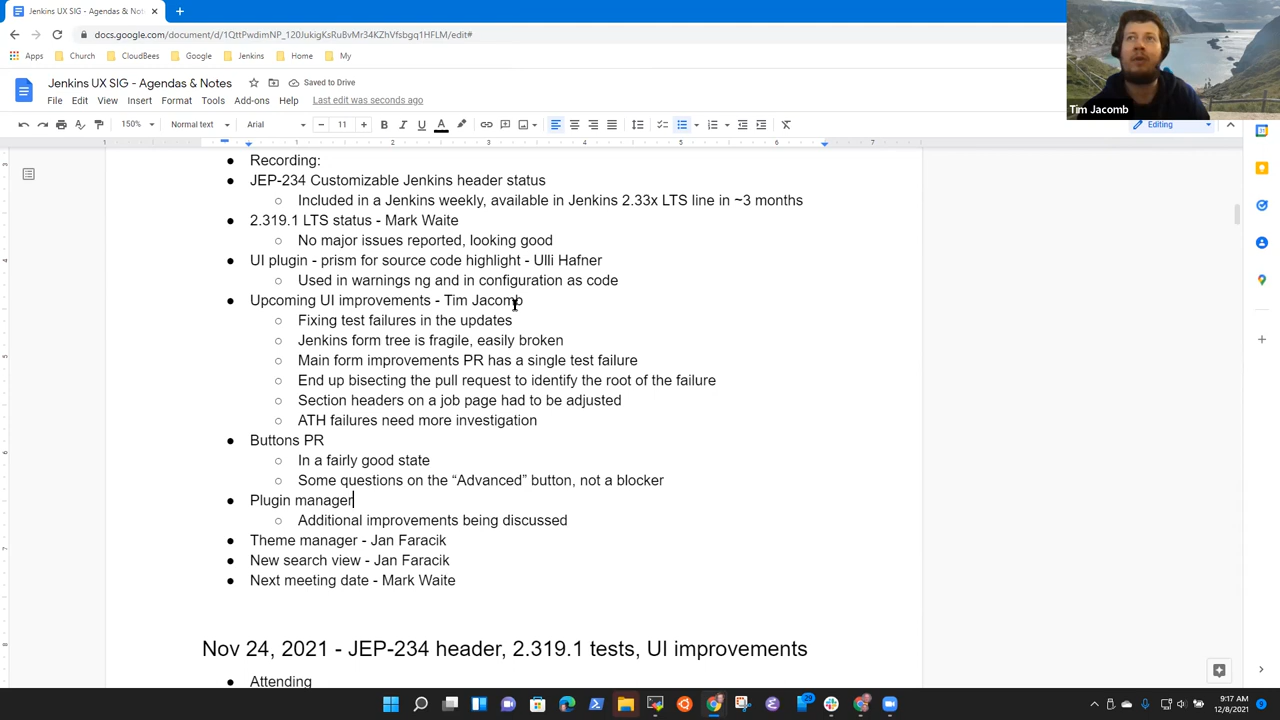 Jenkins UX SIG - Agendas & Not
docs.google.com/document/d/1QttPwdimNP_120JukigKsRuBvMr34KZhVfsbgq1HFLM/edit#
Apps Church CloudBees Google Jenkins Home My
Jenkins UX SIG - Agendas & Notes Saved to Drive
File Edit View Insert Format Tools Add-ons Help Last edit was seconds ago
Tim Jacomb
150% Normal text Arial 11 Editing
Recording:
JEP-234 Customizable Jenkins header status
Included in a Jenkins weekly, available in Jenkins 2.33x LTS line in ~3 months
2.319.1 LTS status - Mark Waite
No major issues reported, looking good
UI plugin - prism for source code highlight - Ulli Hafner
Used in warnings ng and in configuration as code
Upcoming UI improvements - Tim Jacomb
Fixing test failures in the updates
Jenkins form tree is fragile, easily broken
Main form improvements PR has a single test failure
End up bisecting the pull request to identify the root of the failure
Section headers on a job page had to be adjusted
ATH failures need more investigation
Buttons PR
In a fairly good state
Some questions on the “Advanced” button, not a blocker
Plugin manager
Additional improvements being discussed
Theme manager - Jan Faracik
New search view - Jan Faracik
Next meeting date - Mark Waite
Nov 24, 2021 - JEP-234 header, 2.319.1 tests, UI improvements
Attending
9:17 AM
12/8/2021